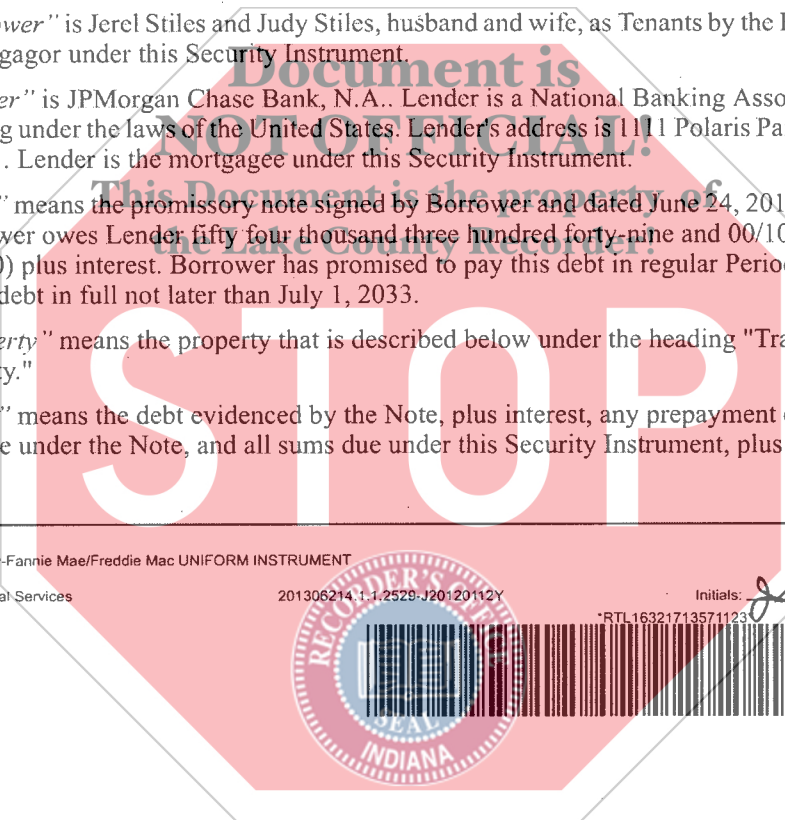 wer" is Jerel Stiles and Judy Stiles, husband and wife, as Tenants by the
gagor under this Security Instrument.
er" is JPMorgan Chase Bank, N.A.. Lender is a National Banking Asso
g under the laws of the United States. Lender's address is 1111 Polaris Pa
. Lender is the mortgagee under this Security Instrument.
" means the promissory note signed by Borrower and dated June 24, 201
wer owes Lender fifty four thousand three hundred forty-nine and 00/10
) plus interest. Borrower has promised to pay this debt in regular Perio
debt in full not later than July 1, 2033.
erty" means the property that is described below under the heading "Tra
y."
" means the debt evidenced by the Note, plus interest, any prepayment
e under the Note, and all sums due under this Security Instrument, plus
Document is
NOT OFFICIAL!
This Document is the property of
the Lake County Recorder!
STOP
-Fannie Mae/Freddie Mac UNIFORM INSTRUMENT
al Services
201306214.1.1.2529-J20120112Y
Initials:
*RTL16321713571123
RECORDER'S OFFICE
SEAL
INDIANA